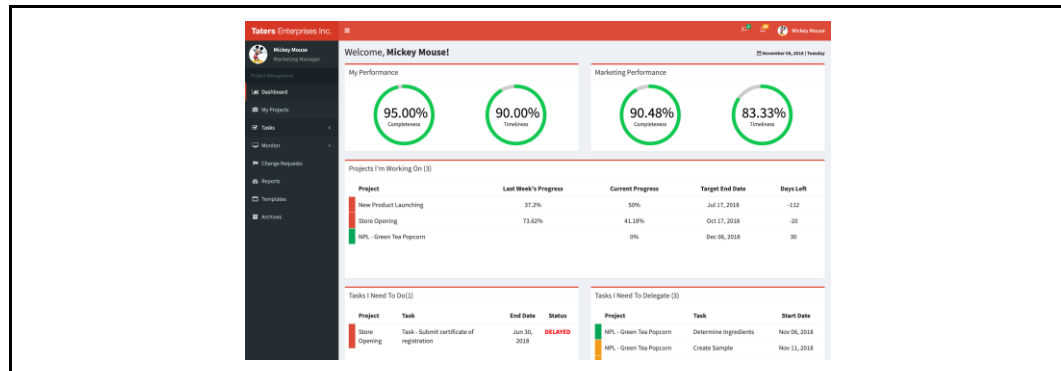 Taters Enterprises Inc.
Mickey Mouse
Mickey Mouse
Marketing Manager
Project Management
Dashboard
My Projects
Tasks
Monitor
Change Requests
Reports
Templates
Archives
Welcome, Mickey Mouse!
November 06, 2018 | Tuesday
My Performance
95.00%
Completeness
90.00%
Timeliness
Marketing Performance
90.48%
Completeness
83.33%
Timeliness
Projects I'm Working On (3)
Project Last Week's Progress Current Progress Target End Date Days Left
New Product Launching 37.2% 50% Jul 17, 2018 -112
Store Opening 73.62% 41.18% Oct 17, 2018 -20
NPL - Green Tea Popcorn 0% Dec 06, 2018 30
Tasks I Need To Do(1)
Project Task End Date Status
Store Opening Task - Submit certificate of registration Jun 30, 2018 DELAYED
Tasks I Need To Delegate (3)
Project Task Start Date
NPL - Green Tea Popcorn Determine Ingredients Nov 06, 2018
NPL - Green Tea Popcorn Create Sample Nov 11, 2018